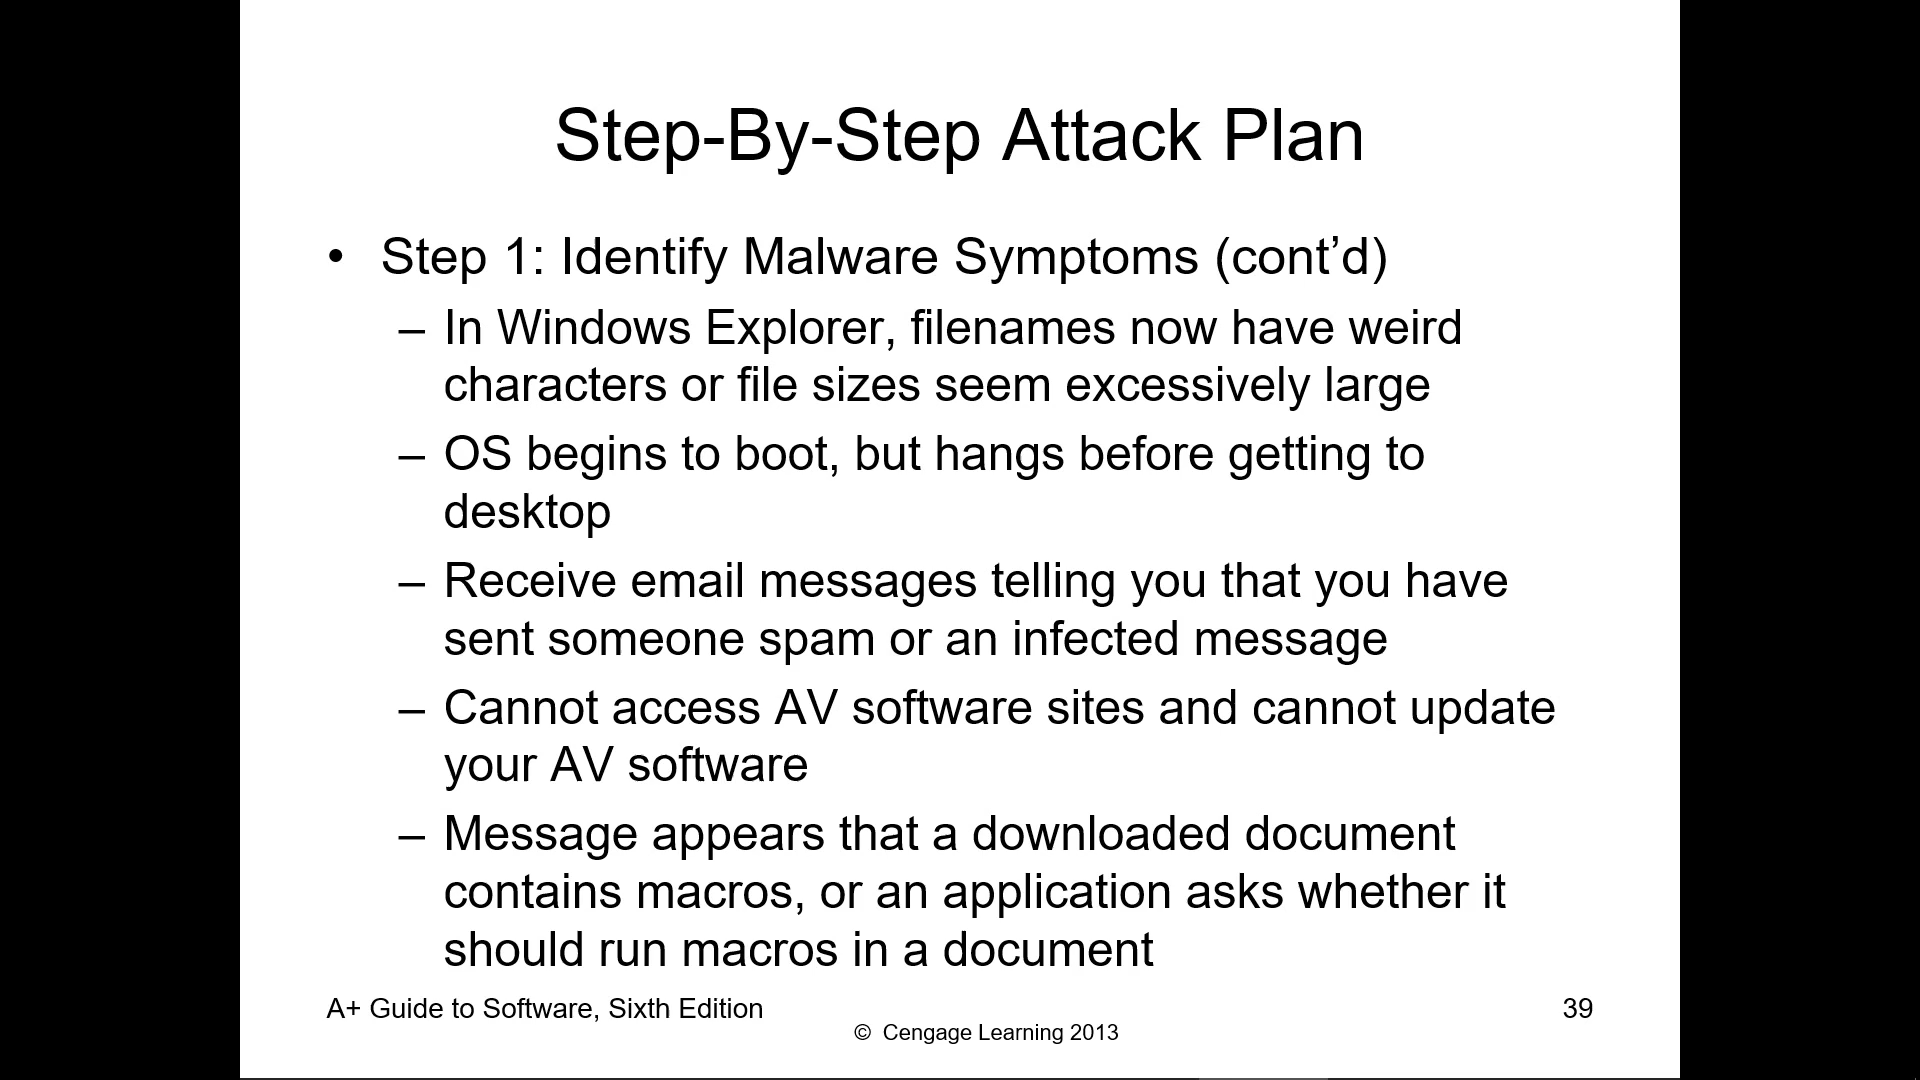 Step-By-Step Attack Plan
• Step 1: Identify Malware Symptoms (cont’d)
– In Windows Explorer, filenames now have weird
characters or file sizes seem excessively large
– OS begins to boot, but hangs before getting to
desktop
– Receive email messages telling you that you have
sent someone spam or an infected message
– Cannot access AV software sites and cannot update
your AV software
– Message appears that a downloaded document
contains macros, or an application asks whether it
should run macros in a document
A+ Guide to Software, Sixth Edition
39
© Cengage Learning 2013